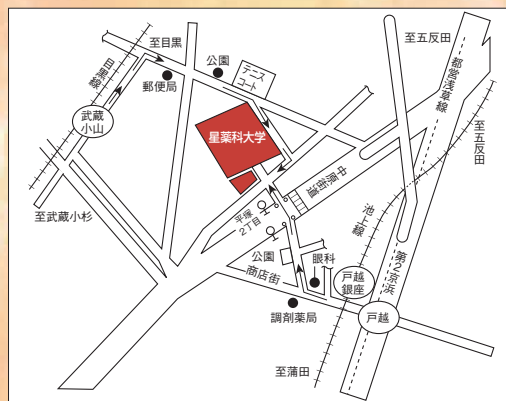 至目黒
公園
テニス
コート
至五反田
都営浅草線
目黒線
郵便局
至五反田
武蔵
小山
星薬科大学
中原
街道
池上線
至武蔵小杉
平塚
2丁目
第2京浜
公園
眼科
戸越
銀座
商店街
調剤薬局
戸越
至蒲田